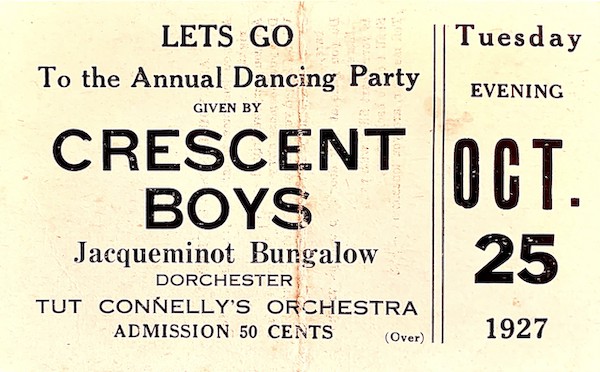 LETS GO
To the Annual Dancing Party
GIVEN BY
CRESCENT
BOYS
Jacqueminot Bungalow
DORCHESTER
TUT CONNELLY'S ORCHESTRA
ADMISSION 50 CENTS
(Over)
Tuesday
EVENING
OCT.
25
1927